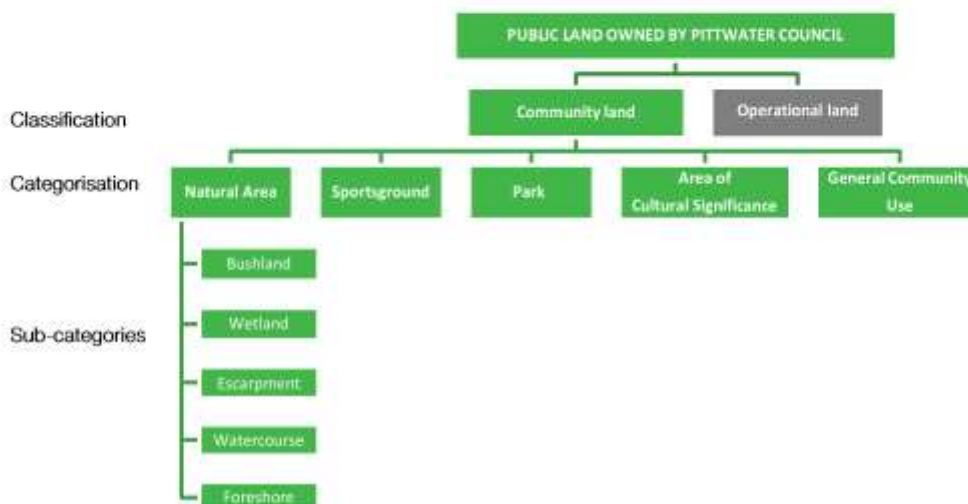 PUBLIC LAND OWNED BY PITTWATER COUNCIL
Classification
Community land
Operational land
Categorisation
Natural Area
Sportsground
Park
Area of
Cultural Significance
General Community
Use
Sub-categories
Bushland
Wetland
Escarpment
Watercourse
Foreshore